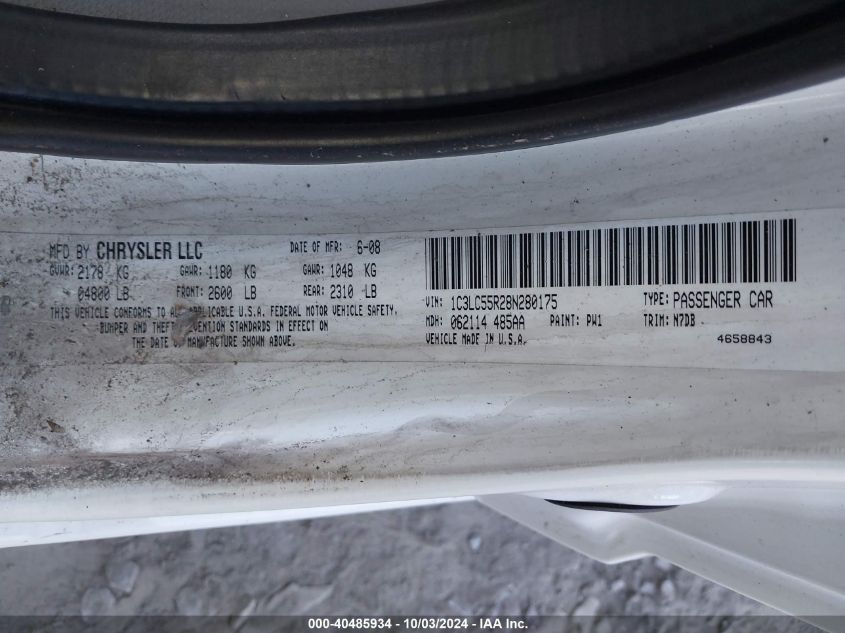 MFD BY CHRYSLER LLC DATE OF MFR: 6-08
GVWR: 2178 KG GAWR: 1180 KG GAWR: 1048 KG
04800 LB FRONT: 2600 LB REAR: 2310 LB
THIS VEHICLE CONFORMS TO ALL APPLICABLE U.S.A. FEDERAL MOTOR VEHICLE SAFETY,
BUMPER AND THEFT PREVENTION STANDARDS IN EFFECT ON
THE DATE OF MANUFACTURE SHOWN ABOVE.
VIN: 1C3LC55R28N280175 TYPE: PASSENGER CAR
MDH: 062114 485AA PAINT: PW1 TRIM: N7DB
VEHICLE MADE IN U.S.A. 4658843
000-40485934 - 10/03/2024 - IAA Inc.